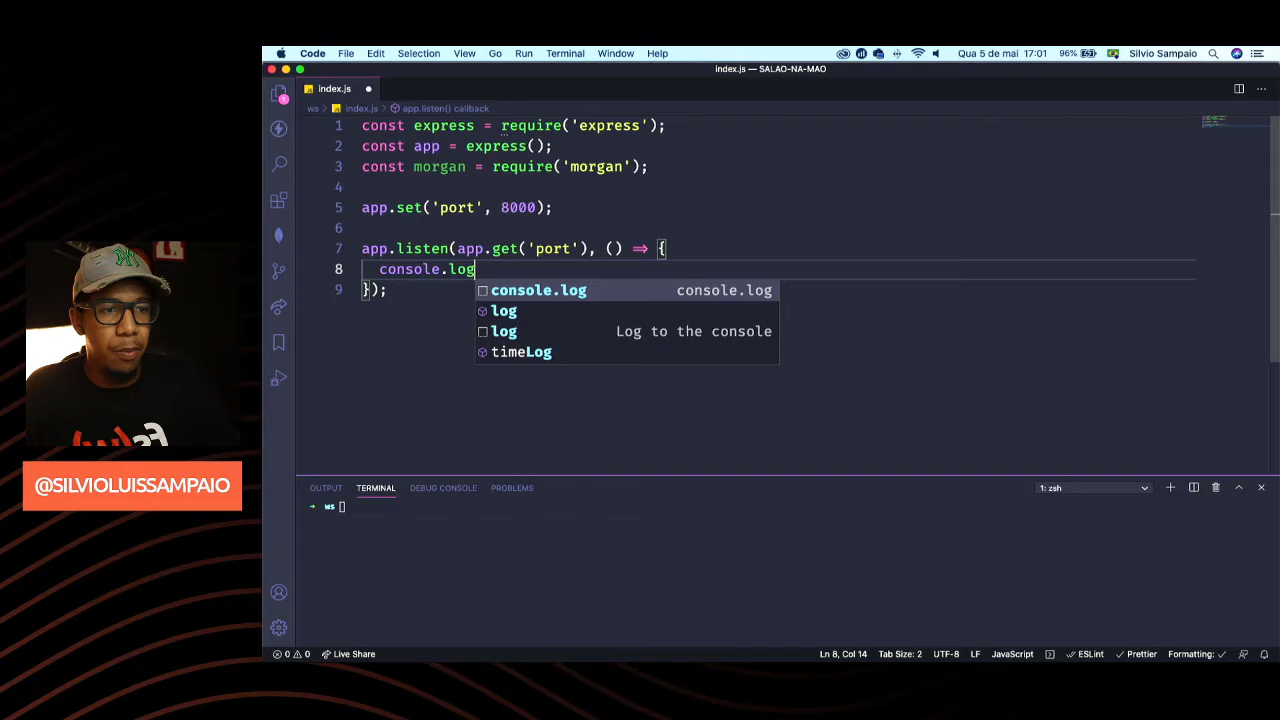 Code File Edit Selection View Go Run Terminal Window Help
Qua 5 de mai 17:01 96% Silvio Sampaio
index.js — SALAO-NA-MAO
index.js
ws › index.js › app.listen() callback
1 const express = require('express');
2 const app = express();
3 const morgan = require('morgan');
4
5 app.set('port', 8000);
6
7 app.listen(app.get('port'), () => {
8 console.log
9 });
console.log console.log
log
log Log to the console
timeLog
@SILVIOLUISSAMPAIO
OUTPUT TERMINAL DEBUG CONSOLE PROBLEMS 1: zsh
→ ws
0 0 Live Share Ln 8, Col 14 Tab Size: 2 UTF-8 LF JavaScript ESLint Prettier Formatting: ✓